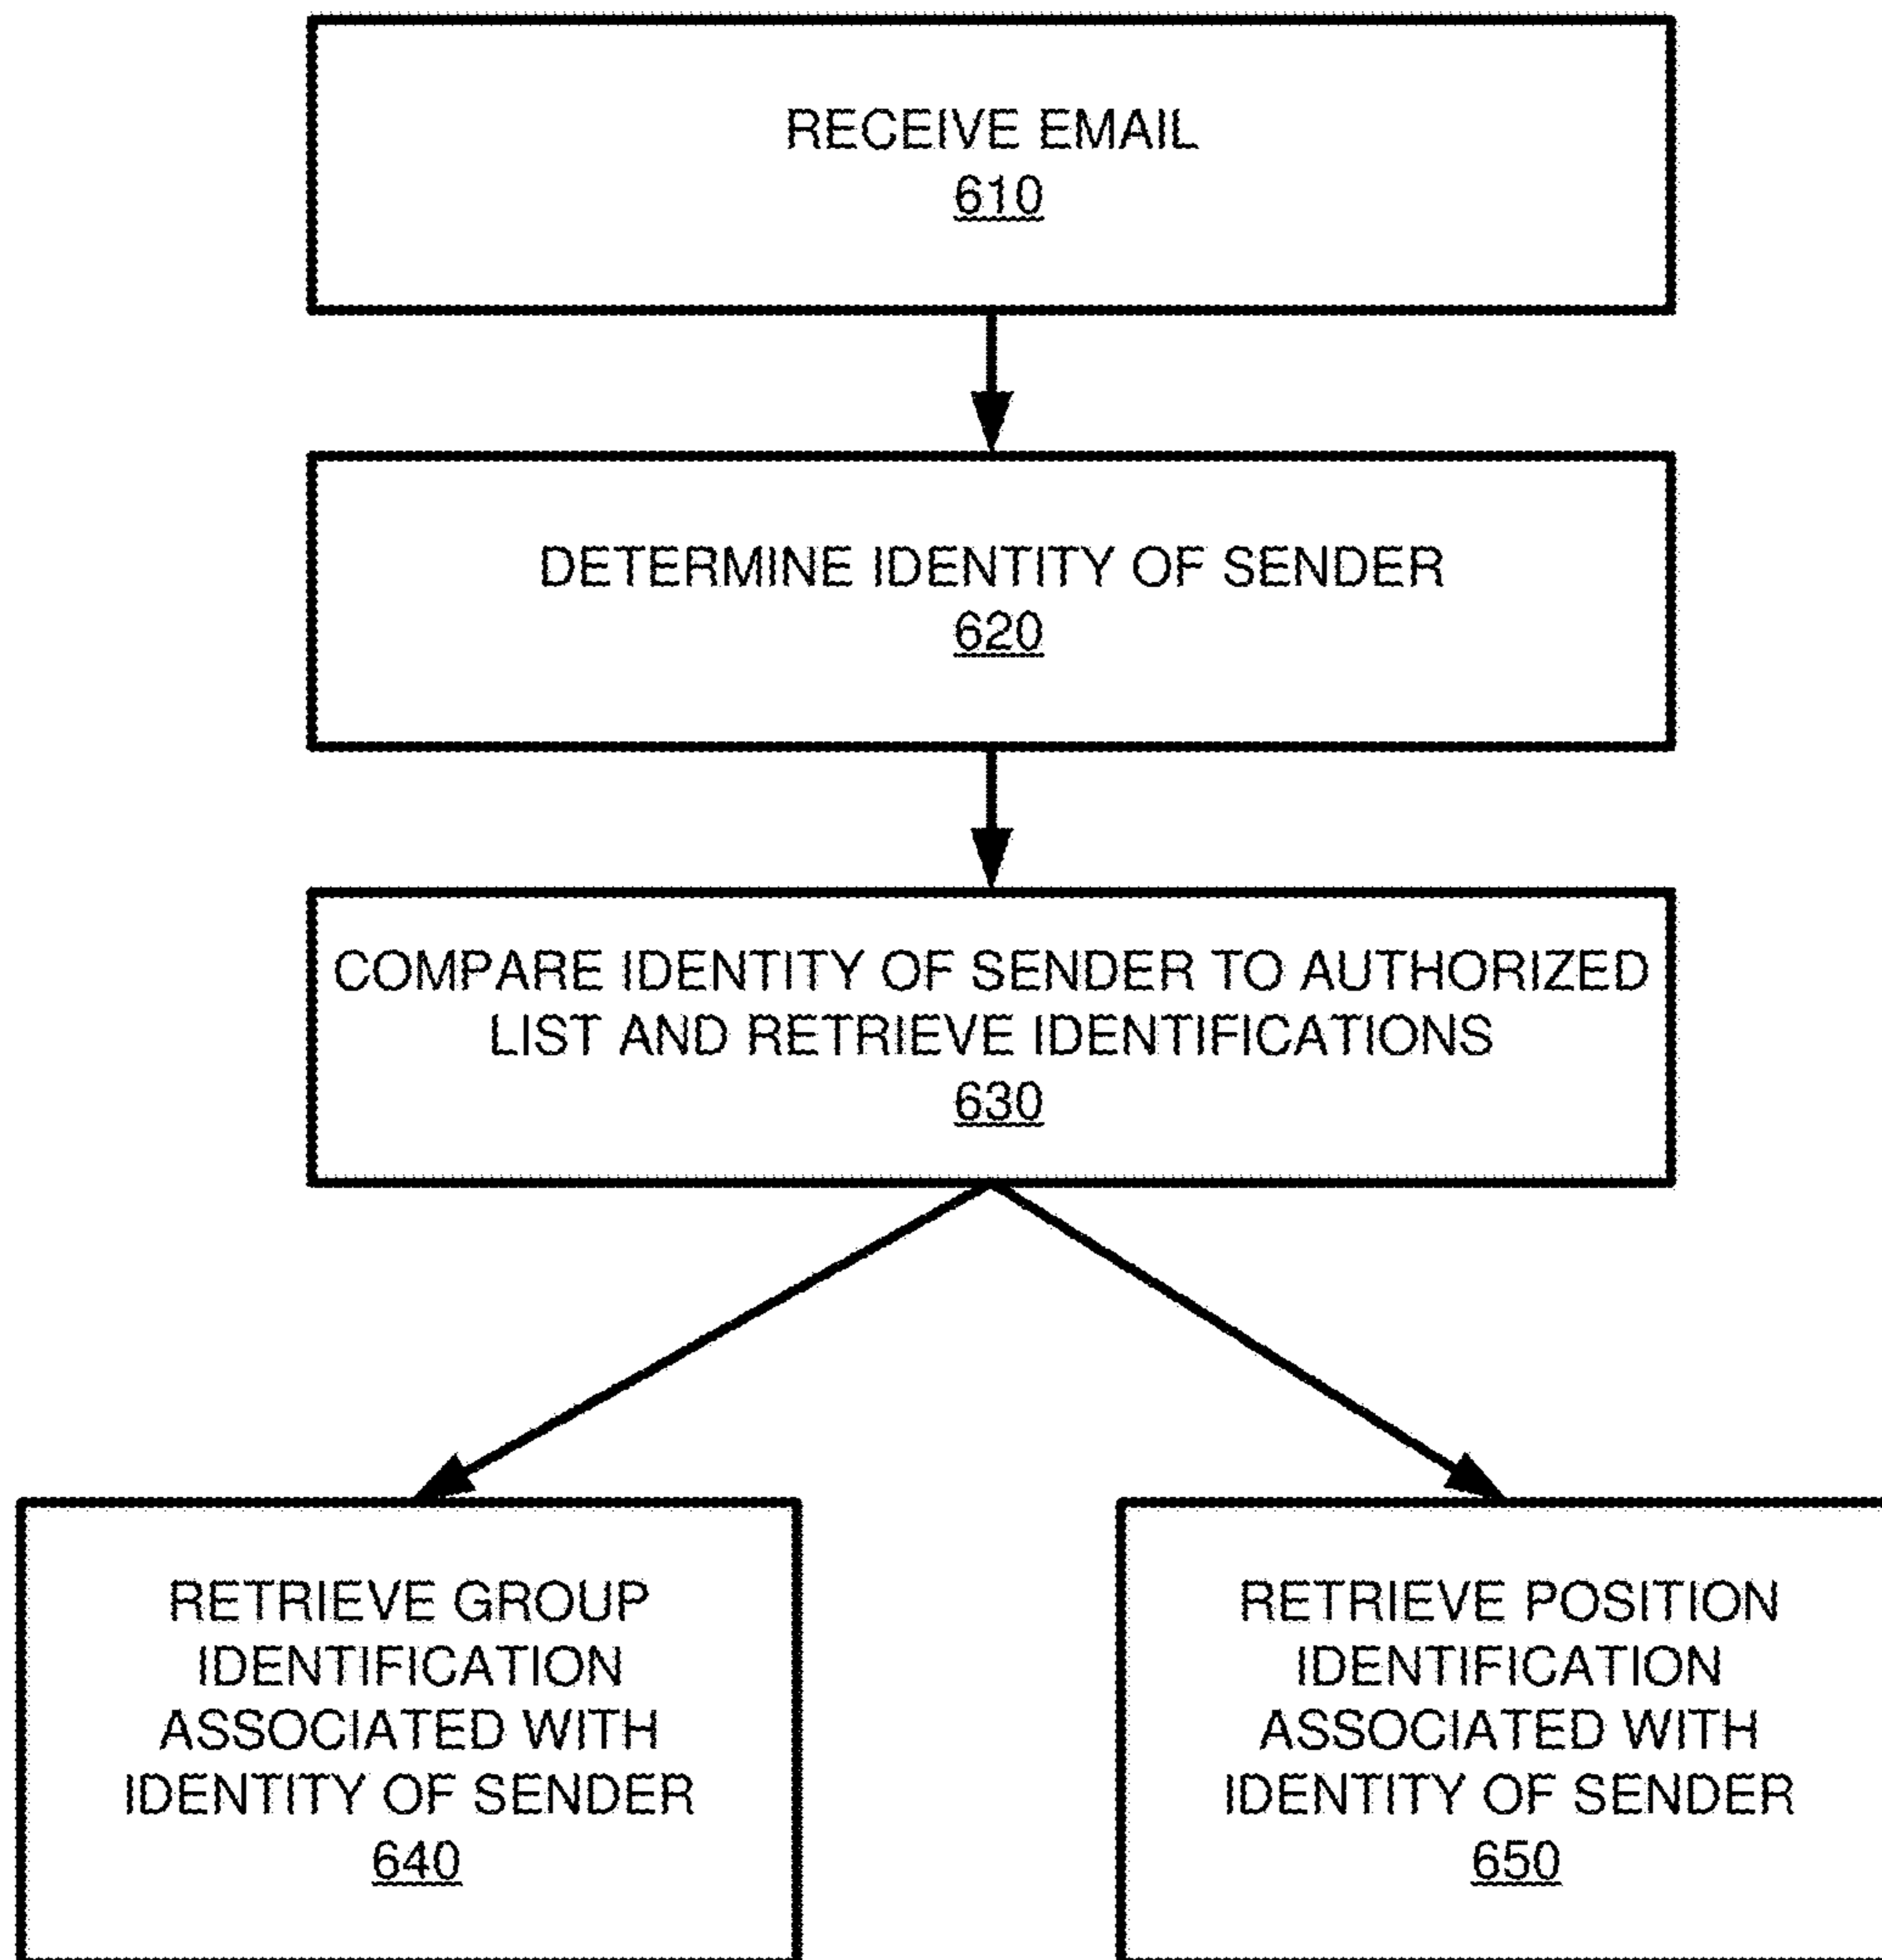 RECEIVE EMAIL
610
DETERMINE IDENTITY OF SENDER
620
COMPARE IDENTITY OF SENDER TO AUTHORIZED
LIST AND RETRIEVE IDENTIFICATIONS
630
RETRIEVE GROUP
IDENTIFICATION
ASSOCIATED WITH
IDENTITY OF SENDER
640
RETRIEVE POSITION
IDENTIFICATION
ASSOCIATED WITH
IDENTITY OF SENDER
650